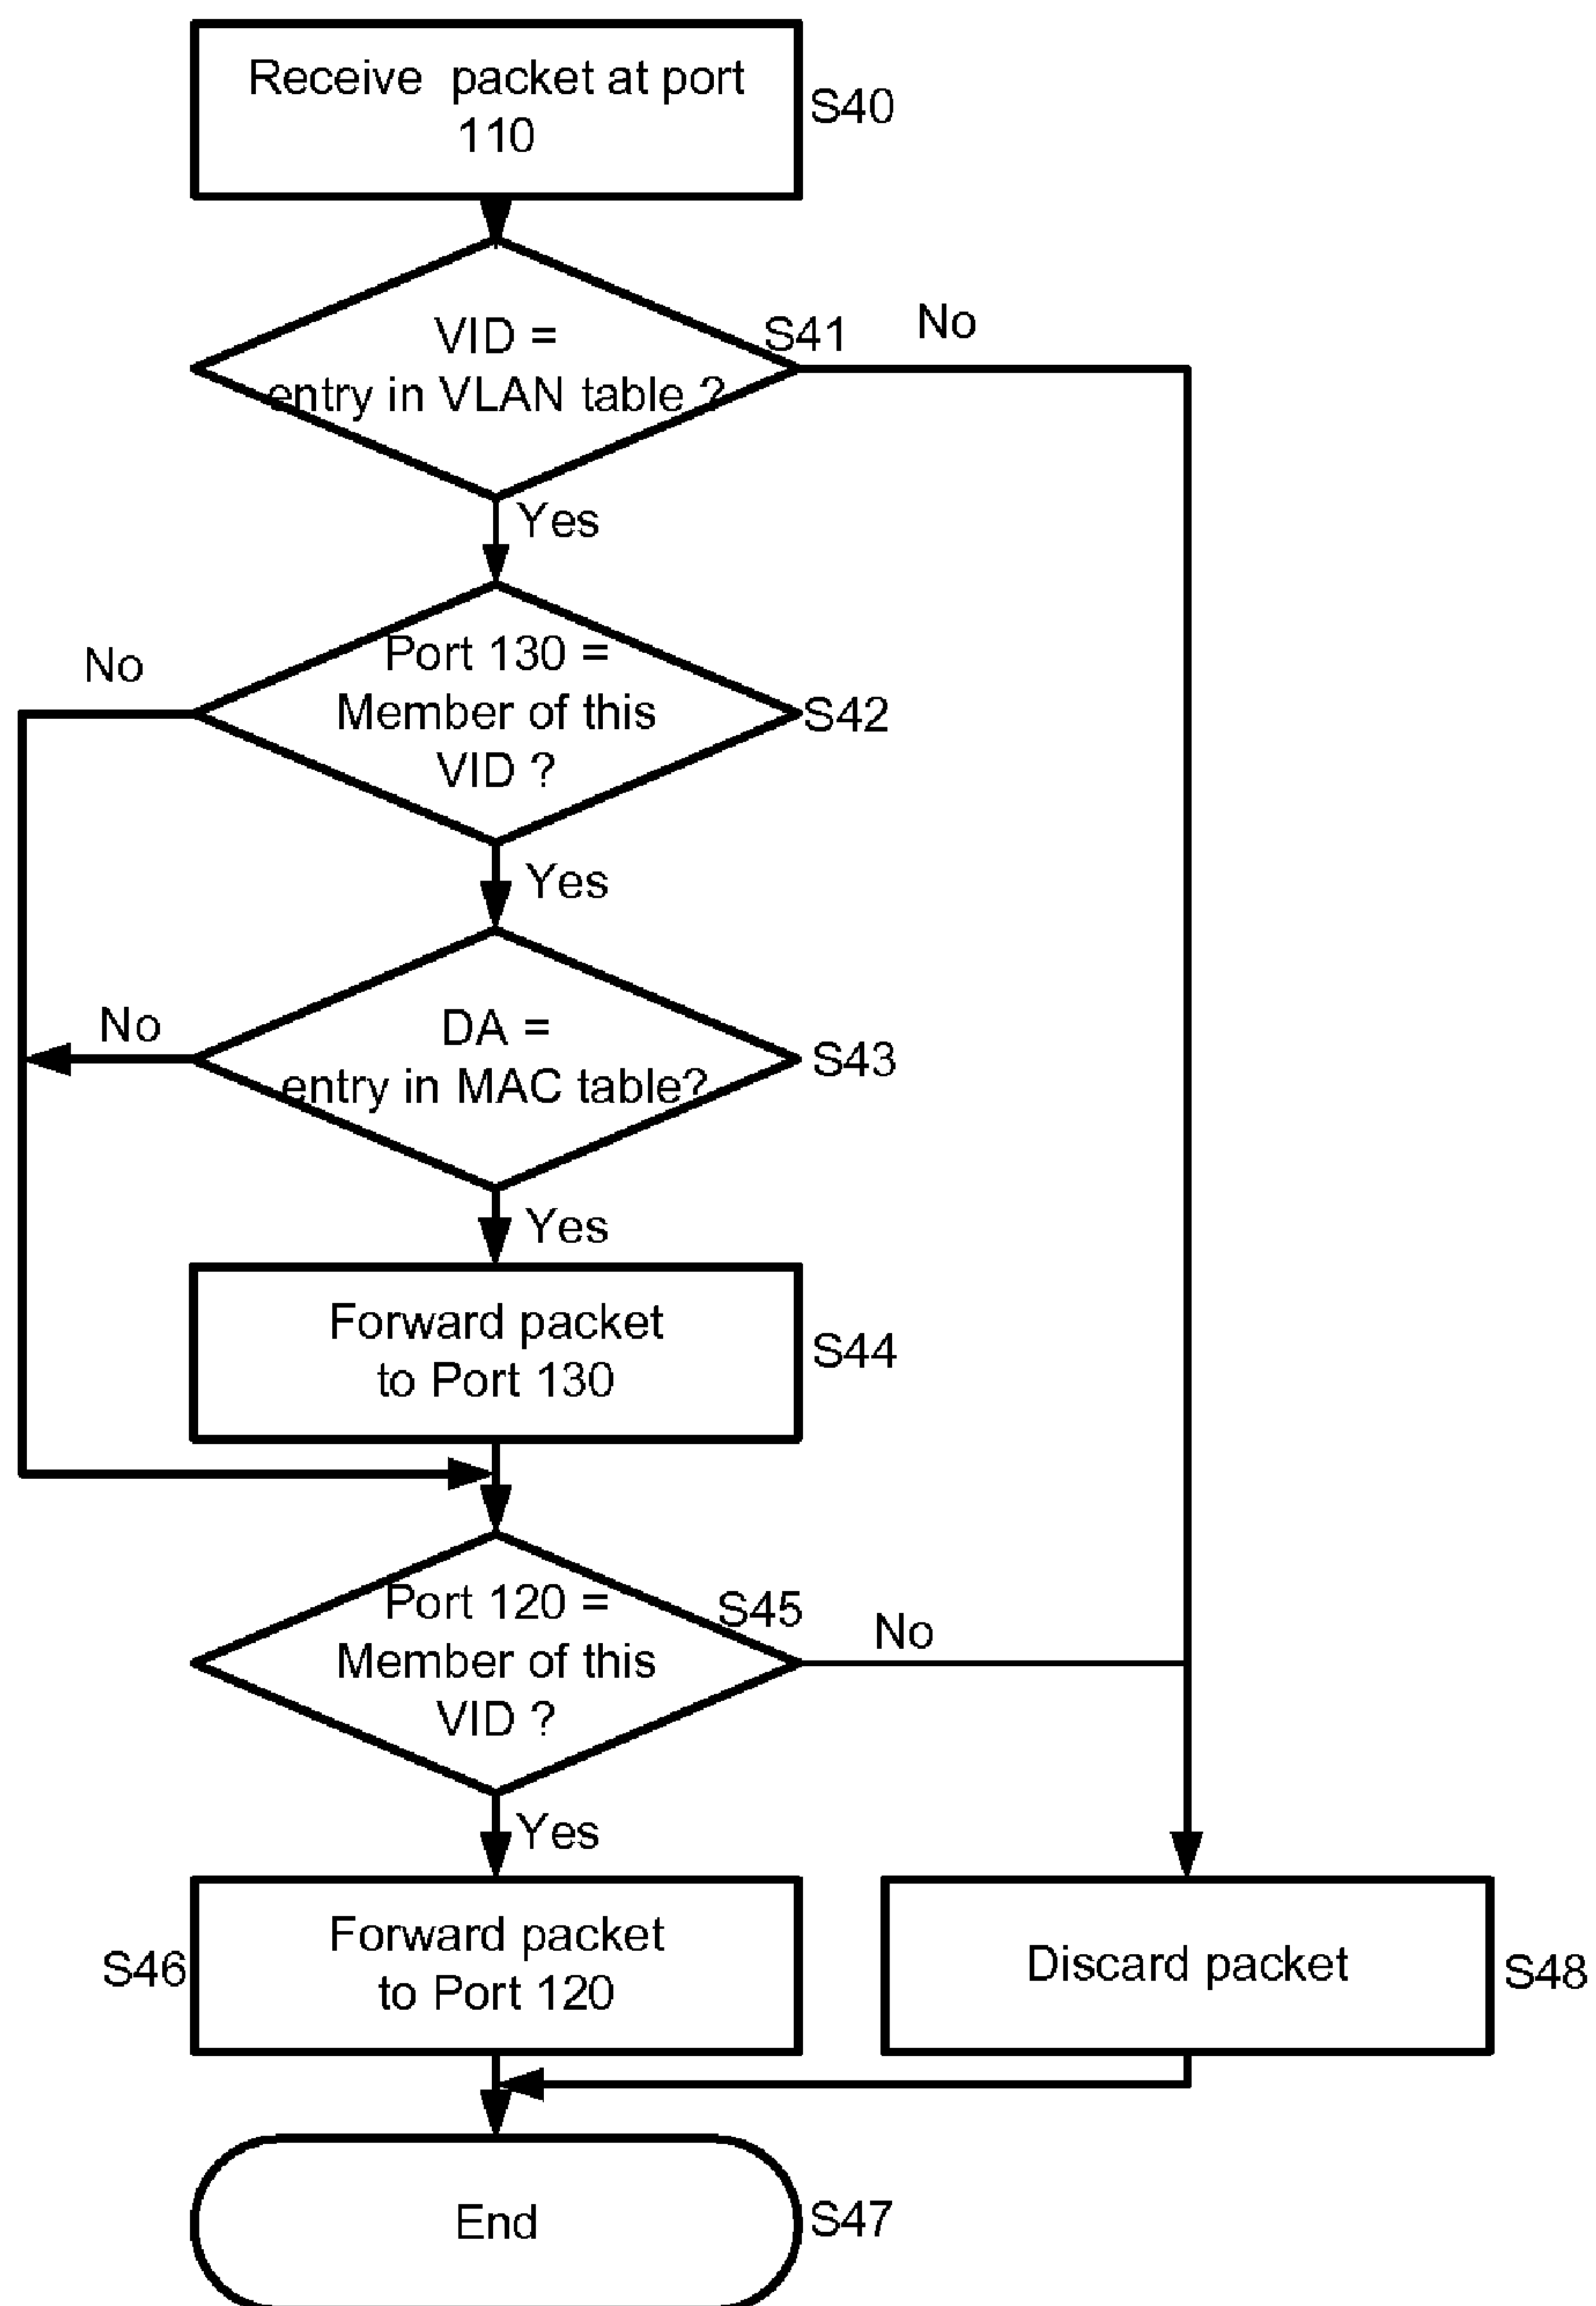 Receive packet at port
110
S40
VID =
entry in VLAN table ?
S41
No
Yes
Port 130 =
Member of this
VID ?
S42
No
Yes
DA =
entry in MAC table?
S43
No
Yes
Forward packet
to Port 130
S44
Port 120 =
Member of this
VID ?
S45
No
Yes
Forward packet
to Port 120
S46
Discard packet
S48
End
S47